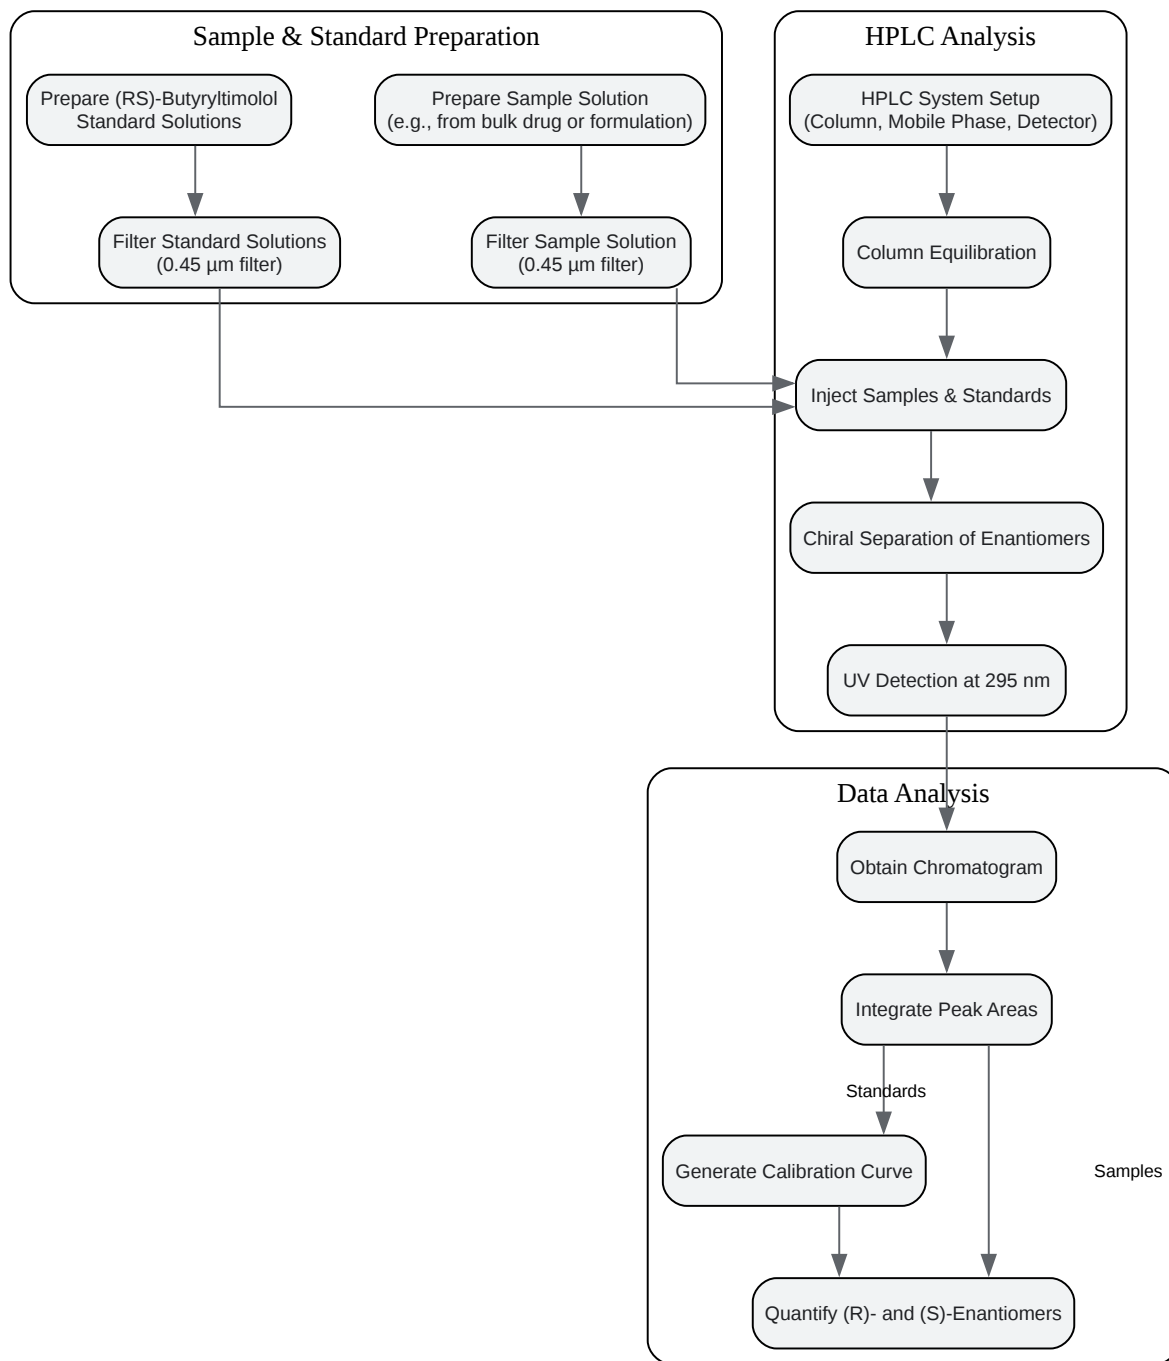 Sample & Standard Preparation
Prepare (RS)-Butyryltimolol
Standard Solutions
Prepare Sample Solution
(e.g., from bulk drug or formulation)
Filter Standard Solutions
(0.45 µm filter)
Filter Sample Solution
(0.45 µm filter)
HPLC Analysis
HPLC System Setup
(Column, Mobile Phase, Detector)
Column Equilibration
Inject Samples & Standards
Chiral Separation of Enantiomers
UV Detection at 295 nm
Data Analysis
Obtain Chromatogram
Integrate Peak Areas
Standards
Generate Calibration Curve
Samples
Quantify (R)- and (S)-Enantiomers